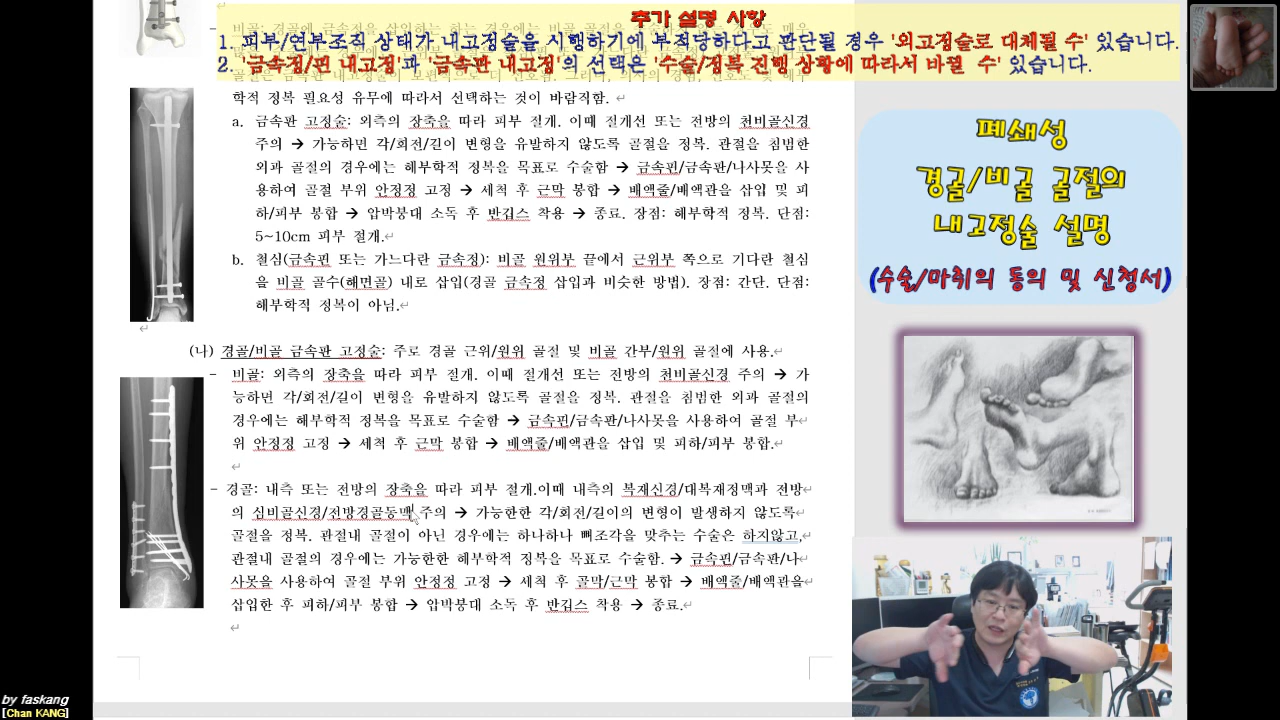 추가 설명 사항
1. 피부/연부조직 상태가 내고정술을 시행하기에 부적당하다고 판단될 경우 '외고정술로 대체될 수' 있습니다.
2. '금속정/핀 내고정'과 '금속판 내고정'의 선택은 '수술/정복 진행 상황에 따라서 바뀔 수' 있습니다.
학적 정복 필요성 유무에 따라서 선택하는 것이 바람직함.
a. 금속판 고정술: 외측의 장축을 따라 피부 절개. 이때 절개선 또는 전방의 천비골신경
주의 → 가능하면 각/회전/길이 변형을 유발하지 않도록 골절을 정복. 관절을 침범한
외과 골절의 경우에는 해부학적 정복을 목표로 수술함 → 금속핀/금속판/나사못을 사
용하여 골절 부위 안정정 고정 → 세척 후 근막 봉합 → 배액줄/배액관을 삽입 및 피
하/피부 봉합 → 압박붕대 소독 후 반깁스 착용 → 종료. 장점: 해부학적 정복. 단점:
5~10cm 피부 절개.
b. 철심(금속핀 또는 가느다란 금속정): 비골 원위부 끝에서 근위부 쪽으로 기다란 철심
을 비골 골수(해면골) 내로 삽입(경골 금속정 삽입과 비슷한 방법). 장점: 간단. 단점:
해부학적 정복이 아님.
(나) 경골/비골 금속판 고정술: 주로 경골 근위/원위 골절 및 비골 간부/원위 골절에 사용.
- 비골: 외측의 장축을 따라 피부 절개. 이때 절개선 또는 전방의 천비골신경 주의 → 가
능하면 각/회전/길이 변형을 유발하지 않도록 골절을 정복. 관절을 침범한 외과 골절의
경우에는 해부학적 정복을 목표로 수술함 → 금속핀/금속판/나사못을 사용하여 골절 부
위 안정정 고정 → 세척 후 근막 봉합 → 배액줄/배액관을 삽입 및 피하/피부 봉합.
- 경골: 내측 또는 전방의 장축을 따라 피부 절개.이때 내측의 복재신경/대복재정맥과 전방
의 심비골신경/전방경골동맥 주의 → 가능한한 각/회전/길이의 변형이 발생하지 않도록
골절을 정복. 관절내 골절이 아닌 경우에는 하나하나 뼈조각을 맞추는 수술은 하지않고,
관절내 골절의 경우에는 가능한한 해부학적 정복을 목표로 수술함. → 금속핀/금속판/나
사못을 사용하여 골절 부위 안정정 고정 → 세척 후 골막/근막 봉합 → 배액줄/배액관을
삽입한 후 피하/피부 봉합 → 압박붕대 소독 후 반깁스 착용 → 종료.
폐쇄성
경골/비골 골절의
내고정술 설명
(수술/마취의 동의 및 신청서)
by faskang
[Chan KANG]